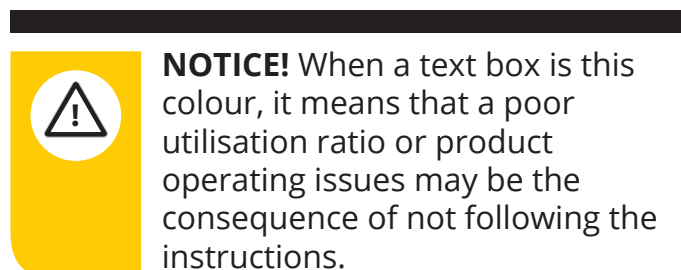 NOTICE! When a text box is this
colour, it means that a poor
utilisation ratio or product
operating issues may be the
consequence of not following the
instructions.